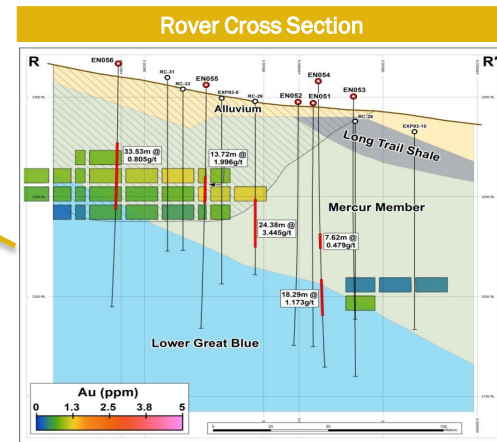 Rover Cross Section
R
R'
EN056
RC-31
RC-33
EN055
EXP93-8
RC-29
EN052
EN054
EN051
EN053
RC-28
EXP93-10
Alluvium
Long Trail Shale
33.53m @
0.805g/t
13.72m @
1.996g/t
Mercur Member
24.38m @
3.445g/t
7.62m @
0.479g/t
18.29m @
1.173g/t
Lower Great Blue
Au (ppm)
0 1.3 2.5 3.8 5